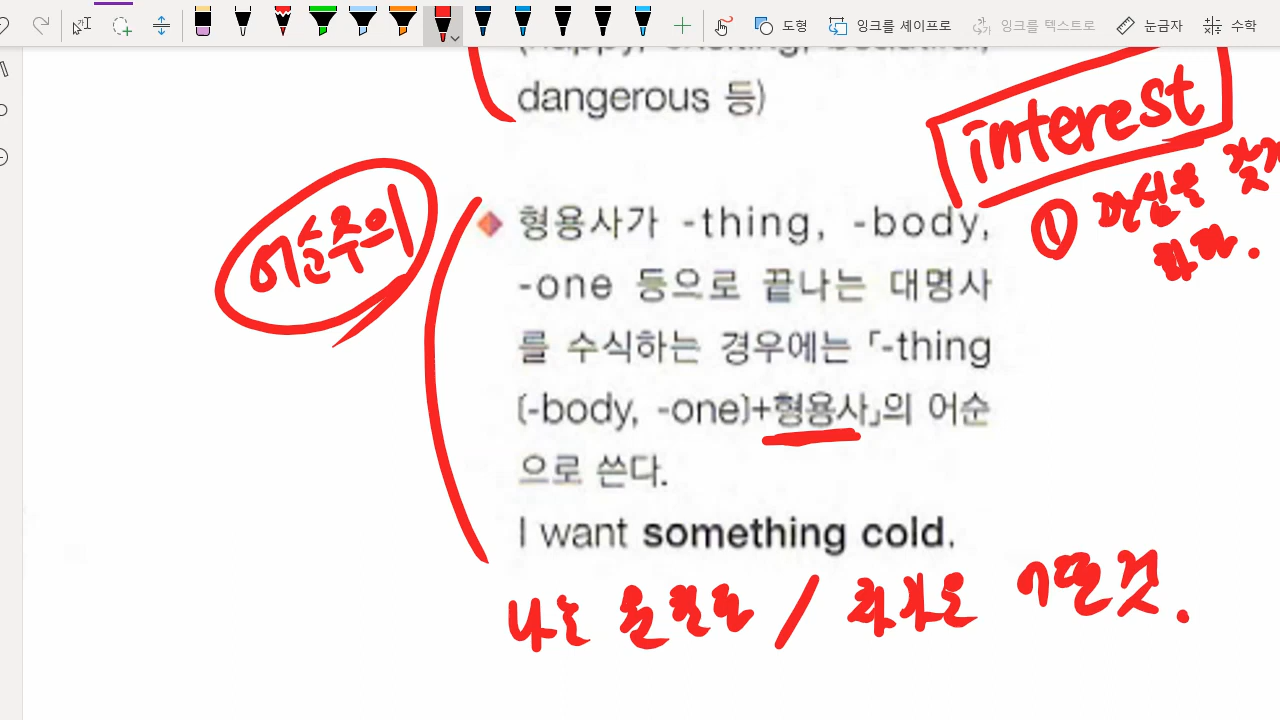 도형
잉크를 셰이프로
잉크를 텍스트로
눈금자
수학
dangerous 등)
interest
① 관심을 갖게
하다.
어순주의
형용사가 -thing, -body,
-one 등으로 끝나는 대명사
를 수식하는 경우에는 「-thing
(-body, -one)+형용사」의 어순
으로 쓴다.
I want something cold.
나는 원한다 / 차가운 어떤것.